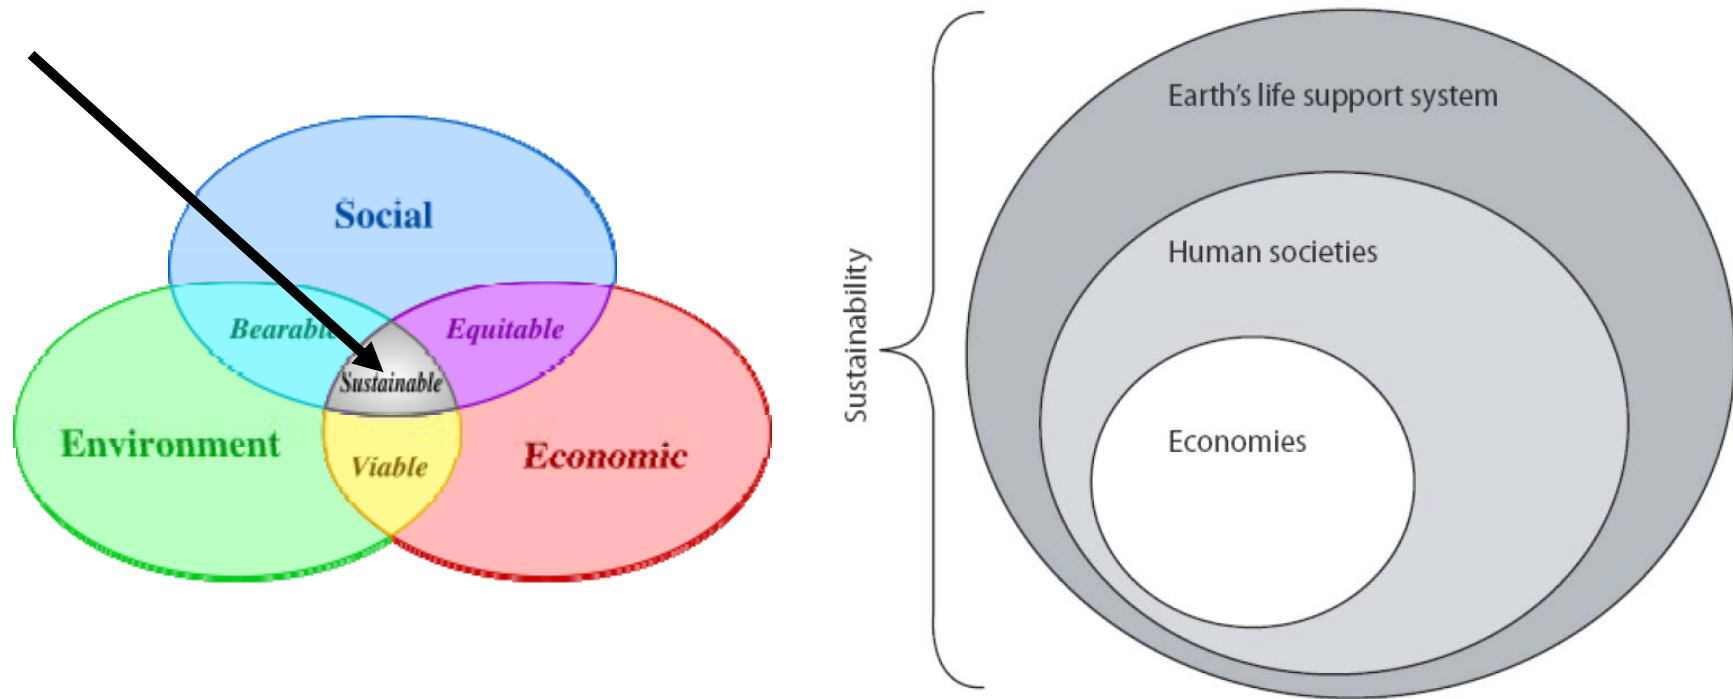 Social
Bearable
Equitable
Sustainable
Environment
Viable
Economic
Sustainability
Earth's life support system
Human societies
Economies